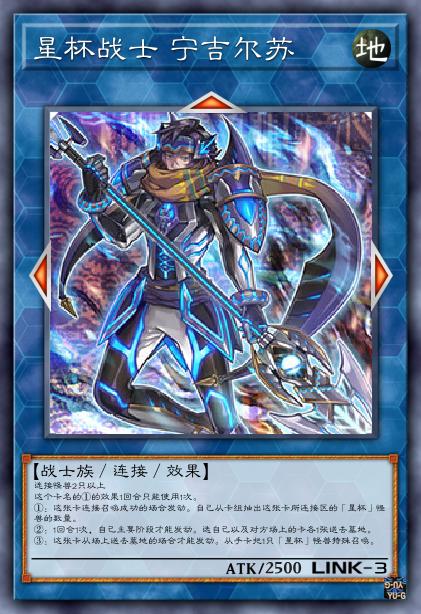 星杯战士 宁吉尔苏
地
【战士族/连接/效果】
连接怪兽2只以上
这个卡名的①的效果1回合只能使用1次。
①：这张卡连接召唤成功的场合发动。自己从卡组抽出这张卡所连接区的「星杯」怪
兽的数量。
②：1回合1次，自己主要阶段才能发动。选自己以及对方场上的卡各1张送去墓地。
③：这张卡从场上送去墓地的场合才能发动。从手卡把1只「星杯」怪兽特殊召唤。
ATK/2500 LINK-3